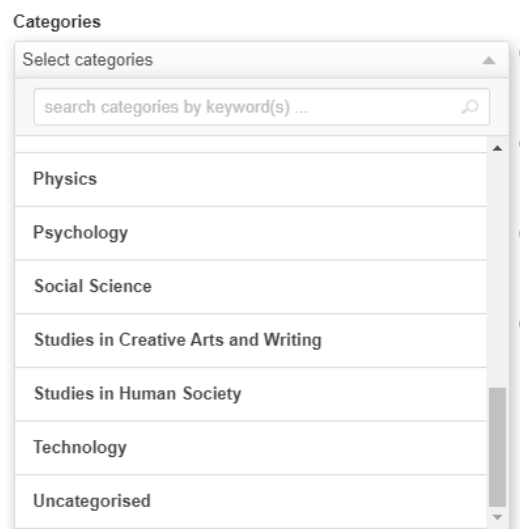 Categories
Select categories
search categories by keyword(s) ...
Physics
Psychology
Social Science
Studies in Creative Arts and Writing
Studies in Human Society
Technology
Uncategorised